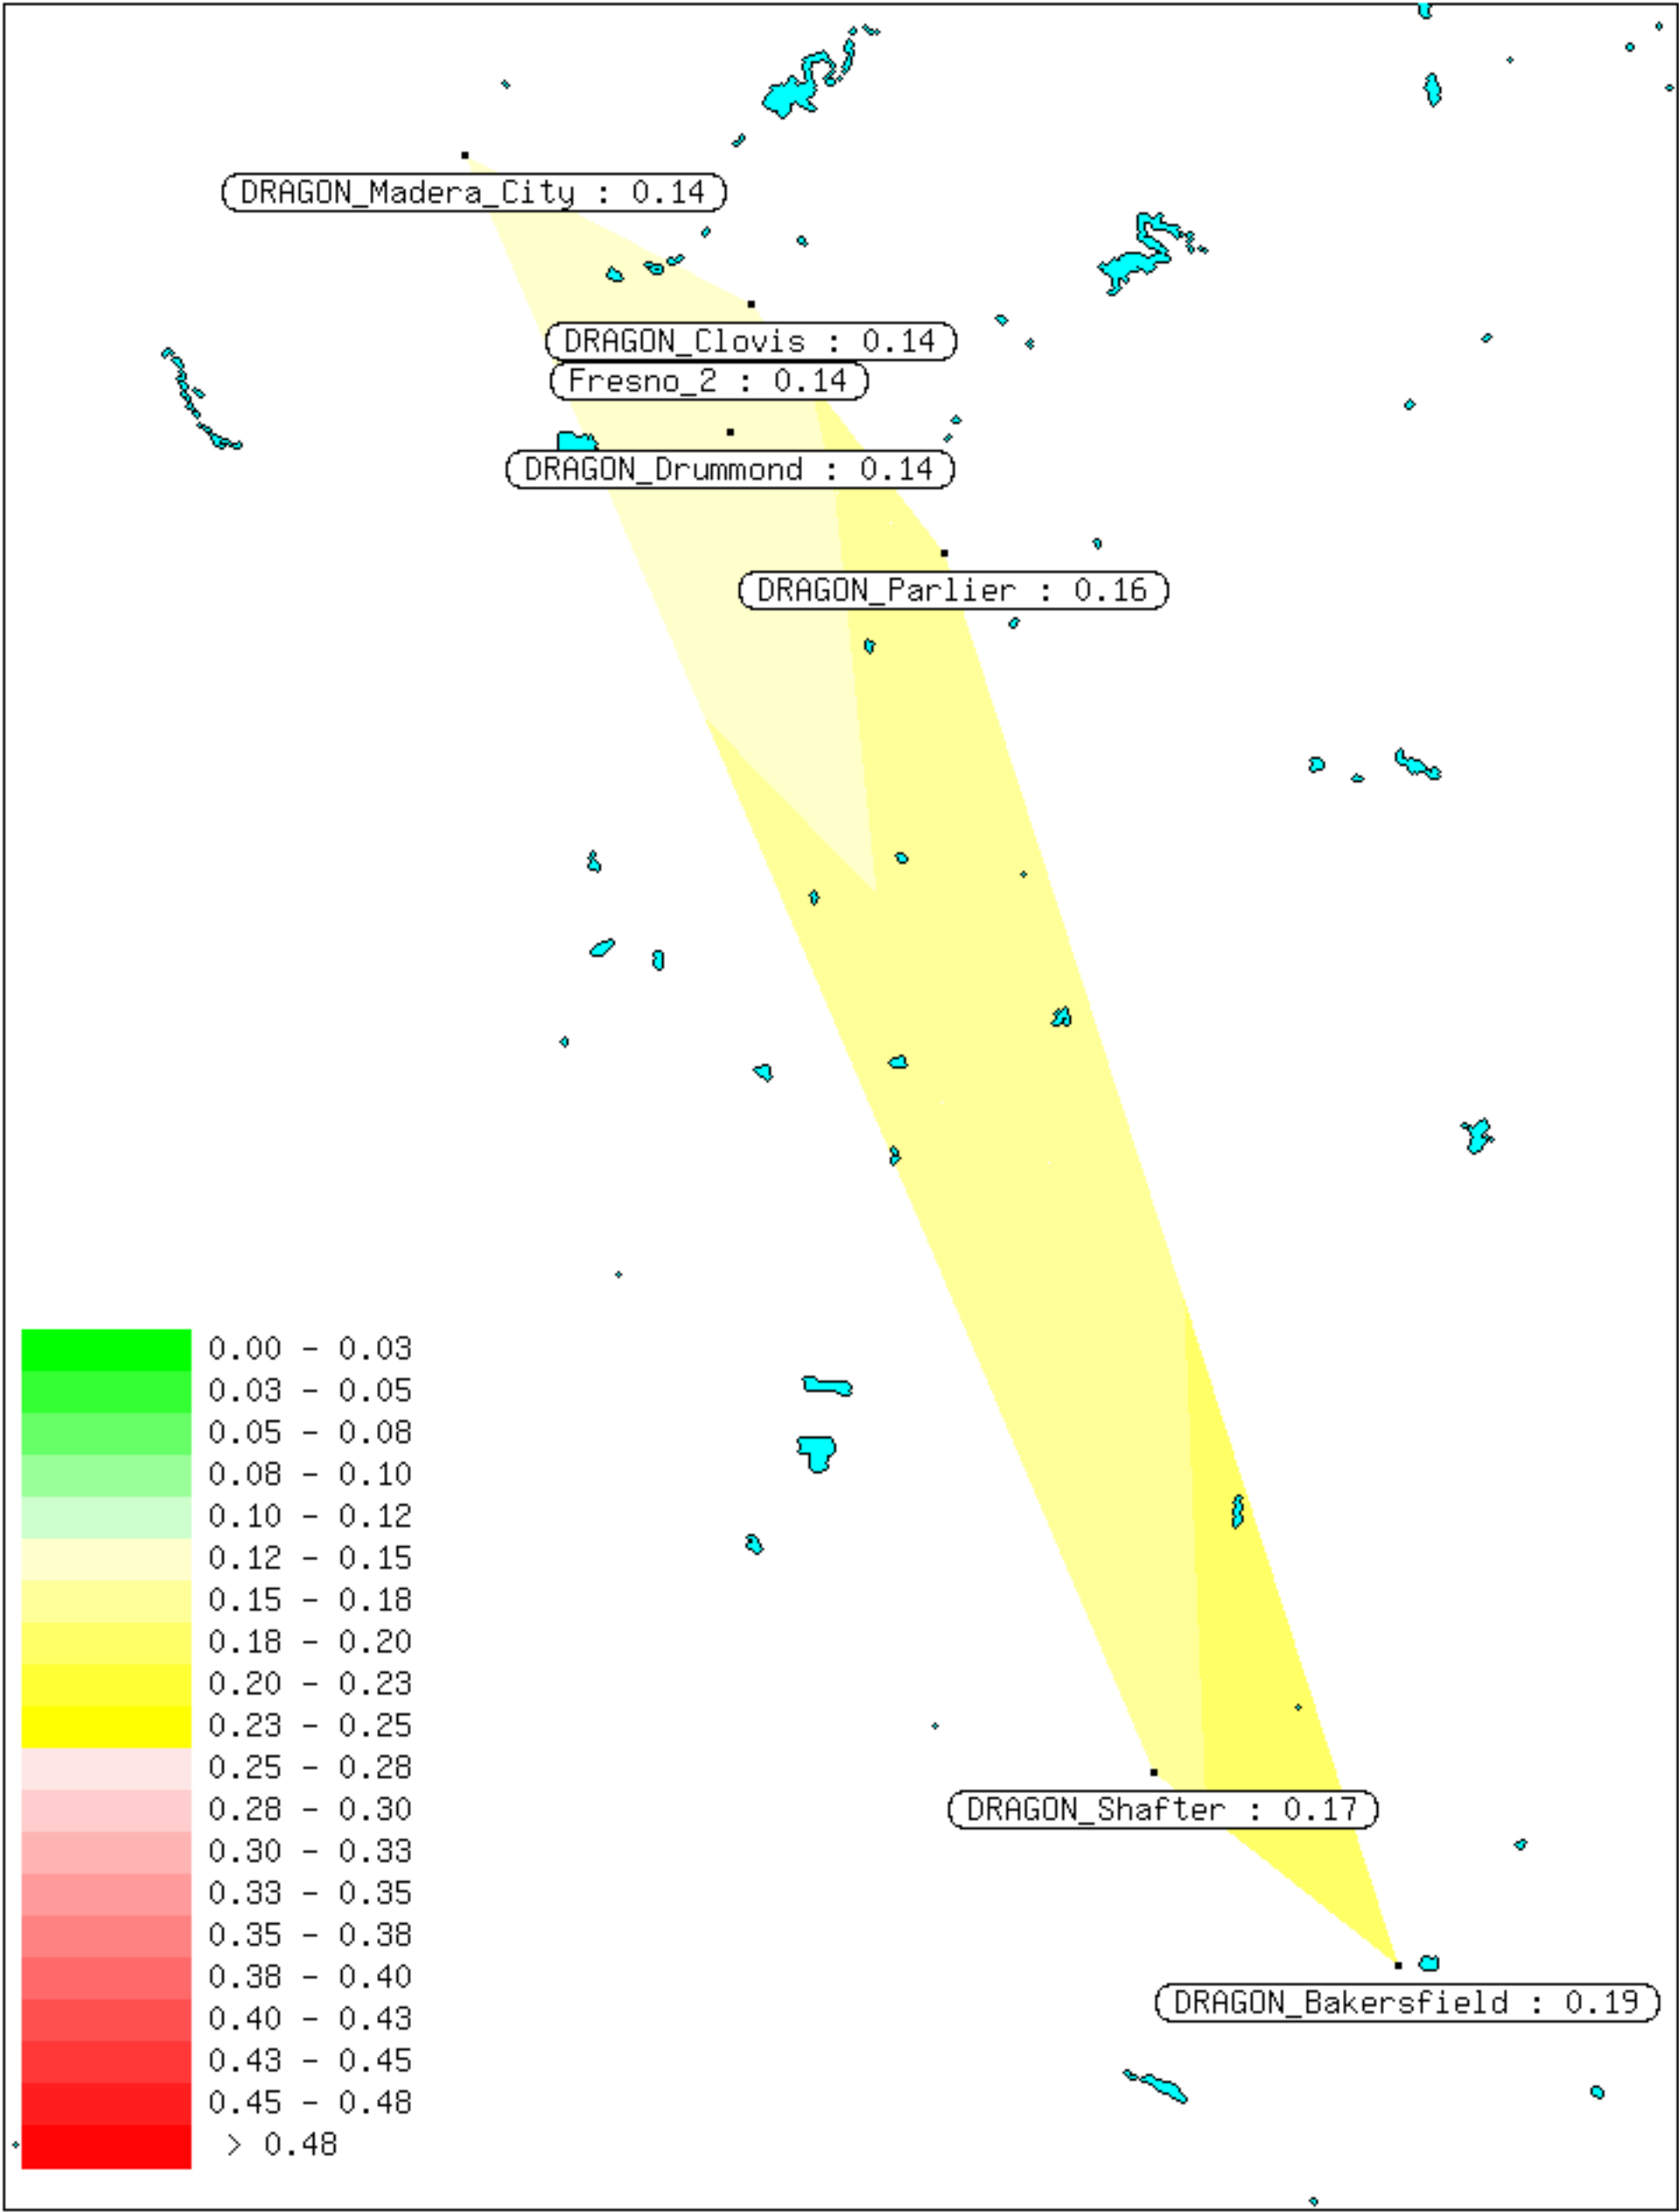 DRAGON_Madera_City : 0.14
DRAGON_Clovis : 0.14
Fresno_2 : 0.14
DRAGON_Drummond : 0.14
DRAGON_Parlier : 0.16
0.00 - 0.03
0.03 - 0.05
0.05 - 0.08
0.08 - 0.10
0.10 - 0.12
0.12 - 0.15
0.15 - 0.18
0.18 - 0.20
0.20 - 0.23
0.23 - 0.25
0.25 - 0.28
0.28 - 0.30
0.30 - 0.33
0.33 - 0.35
0.35 - 0.38
0.38 - 0.40
0.40 - 0.43
0.43 - 0.45
0.45 - 0.48
> 0.48
DRAGON_Shafter : 0.17
DRAGON_Bakersfield : 0.19